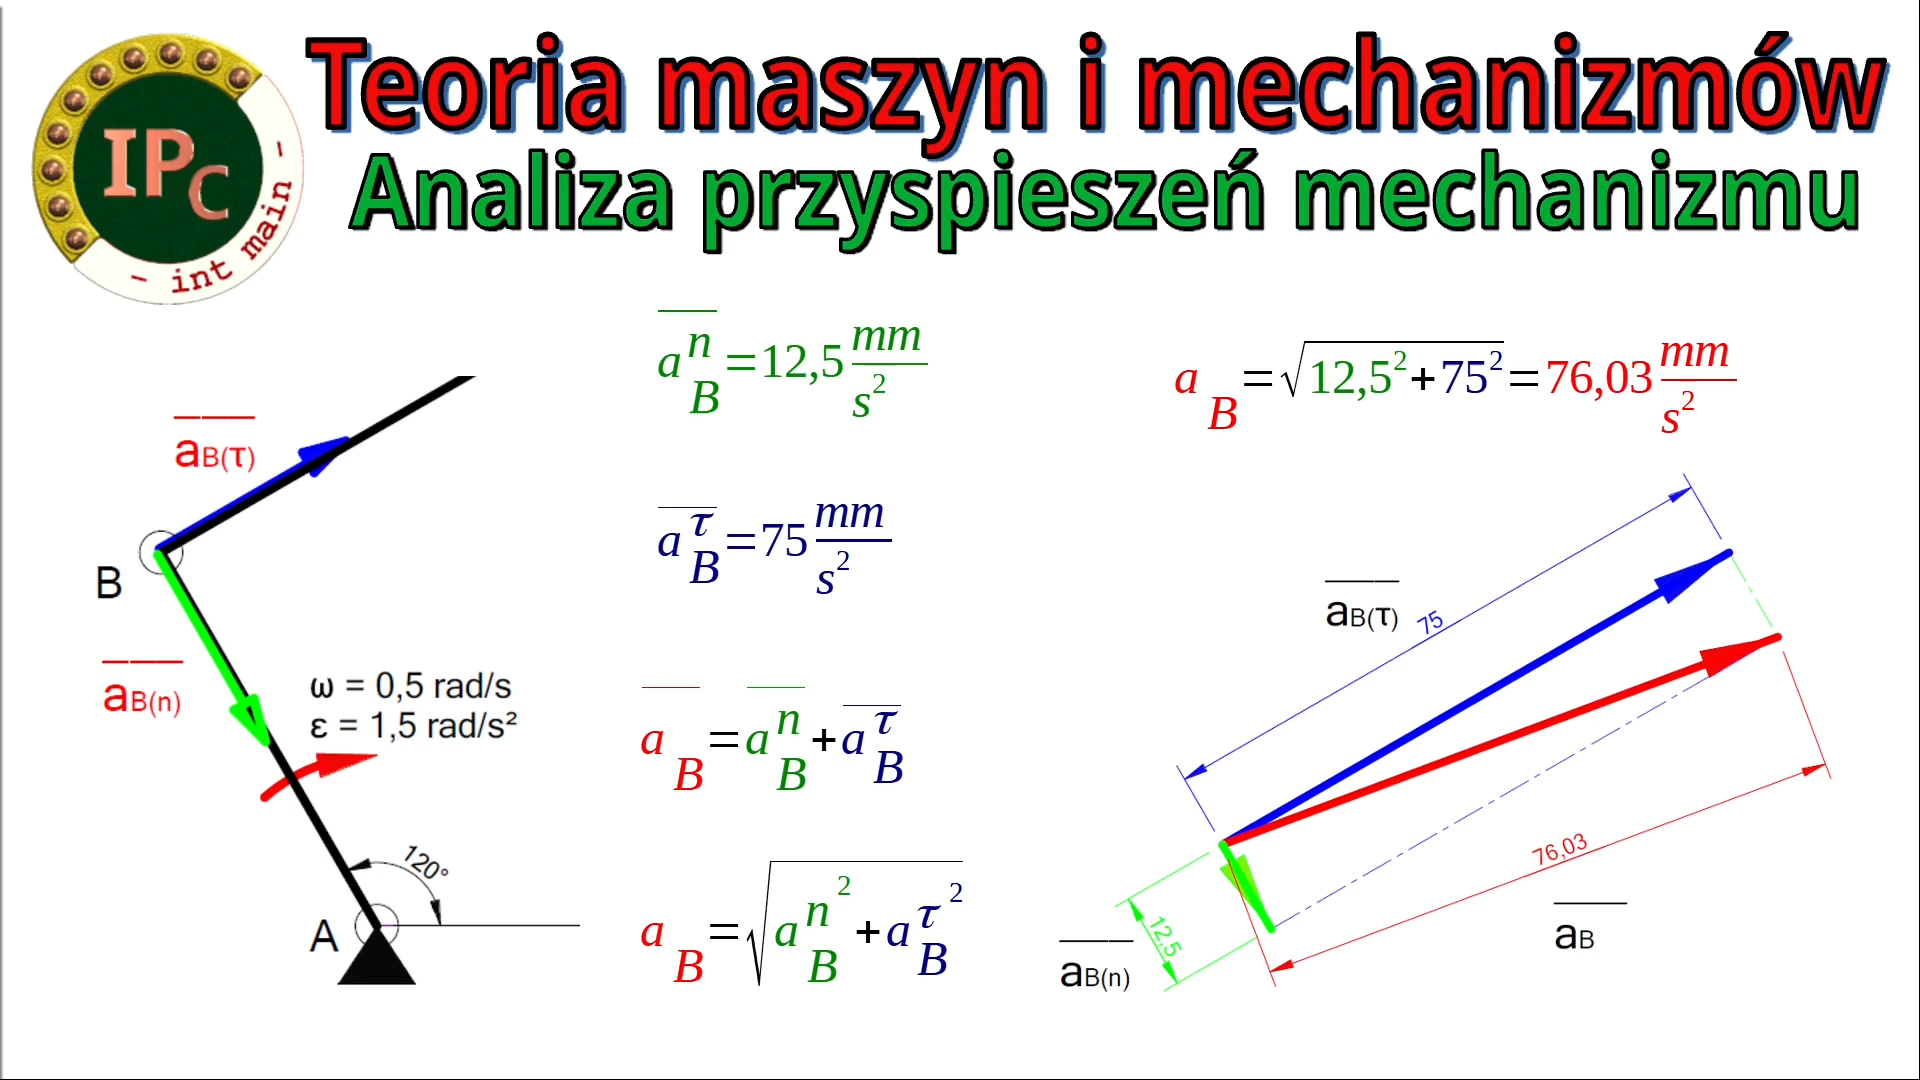 IPC
- int main -
Teoria maszyn i mechanizmów
Analiza przyspieszeń mechanizmu
a^n_B = 12,5 mm/s²
a_B = √(12,5² + 75²) = 76,03 mm/s²
aB(τ)
a^τ_B = 75 mm/s²
B
aB(n)
ω = 0,5 rad/s
ε = 1,5 rad/s²
a_B = a^n_B + a^τ_B
120°
A
a_B = √(a^n_B² + a^τ_B²)
aB(τ)
75
76,03
12,5
aB
aB(n)